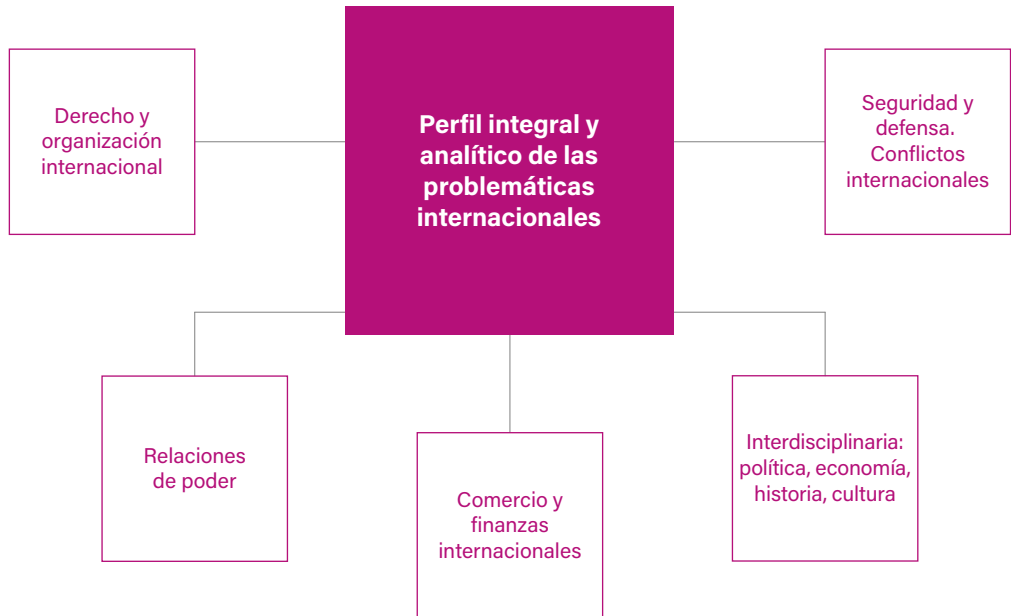 Perfil integral y
analítico de las
problemáticas
internacionales
Derecho y
organización
internacional
Seguridad y
defensa.
Conflictos
internacionales
Relaciones
de poder
Comercio y
finanzas
internacionales
Interdisciplinaria:
política, economía,
historia, cultura